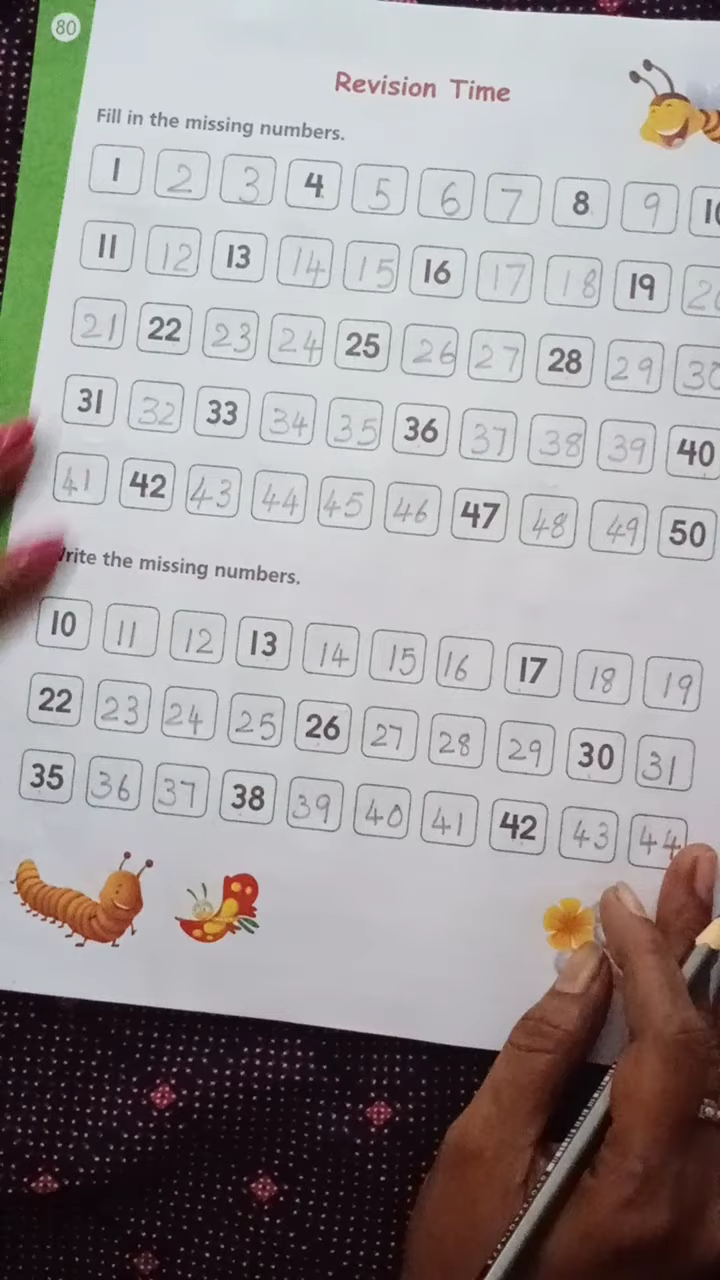 80
Revision Time
Fill in the missing numbers.
1 2 3 4 5 6 7 8 9
11 12 13 14 15 16 17 18 19
21 22 23 24 25 26 27 28 29
31 32 33 34 35 36 37 38 39 40
41 42 43 44 45 46 47 48 49 50
the missing numbers.
10 11 12 13 14 15 16 17 18 19
22 23 24 25 26 27 28 29 30 31
35 36 37 38 39 40 41 42 43 44